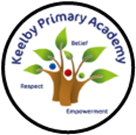 Keelby Primary Academy
Belief
Respect
Empowerment